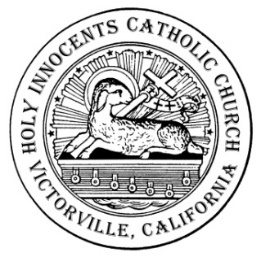 HOLY INNOCENTS CATHOLIC CHURCH
VICTORVILLE, CALIFORNIA